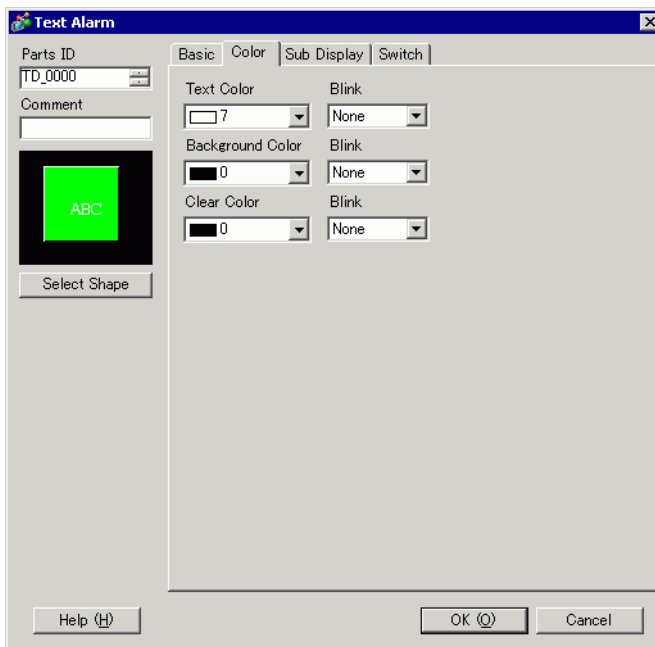 Text Alarm
Parts ID
TD_0000
Comment
ABC
Select Shape
Basic Color Sub Display Switch
Text Color Blink
7 None
Background Color Blink
0 None
Clear Color Blink
0 None
Help (H) OK (O) Cancel